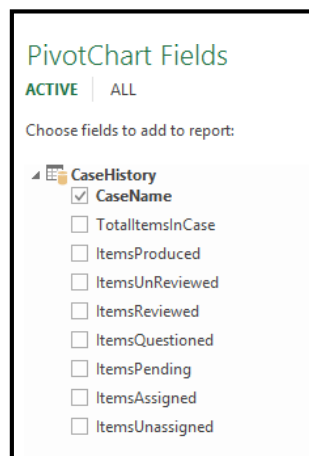 PivotChart Fields
ACTIVE ALL
Choose fields to add to report:
CaseHistory
CaseName
TotalItemsInCase
ItemsProduced
ItemsUnReviewed
ItemsReviewed
ItemsQuestioned
ItemsPending
ItemsAssigned
ItemsUnassigned